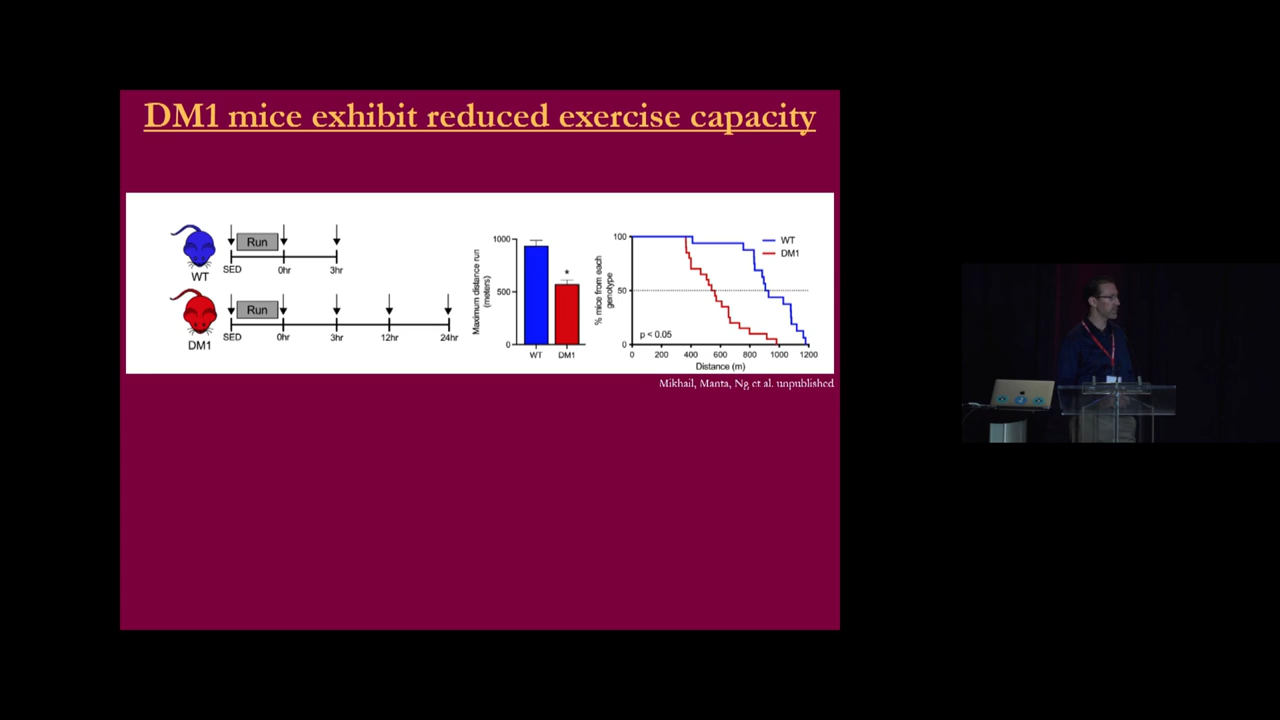 DM1 mice exhibit reduced exercise capacity
Run
SED
0hr
3hr
WT
Run
SED
0hr
3hr
12hr
24hr
DM1
Maximum distance run
(meters)
1000
500
0
*
WT
DM1
% mice from each
genotype
100
50
0
p < 0.05
WT
DM1
0
200
400
600
800
1000
1200
Distance (m)
Mikhail, Manta, Ng et al. unpublished